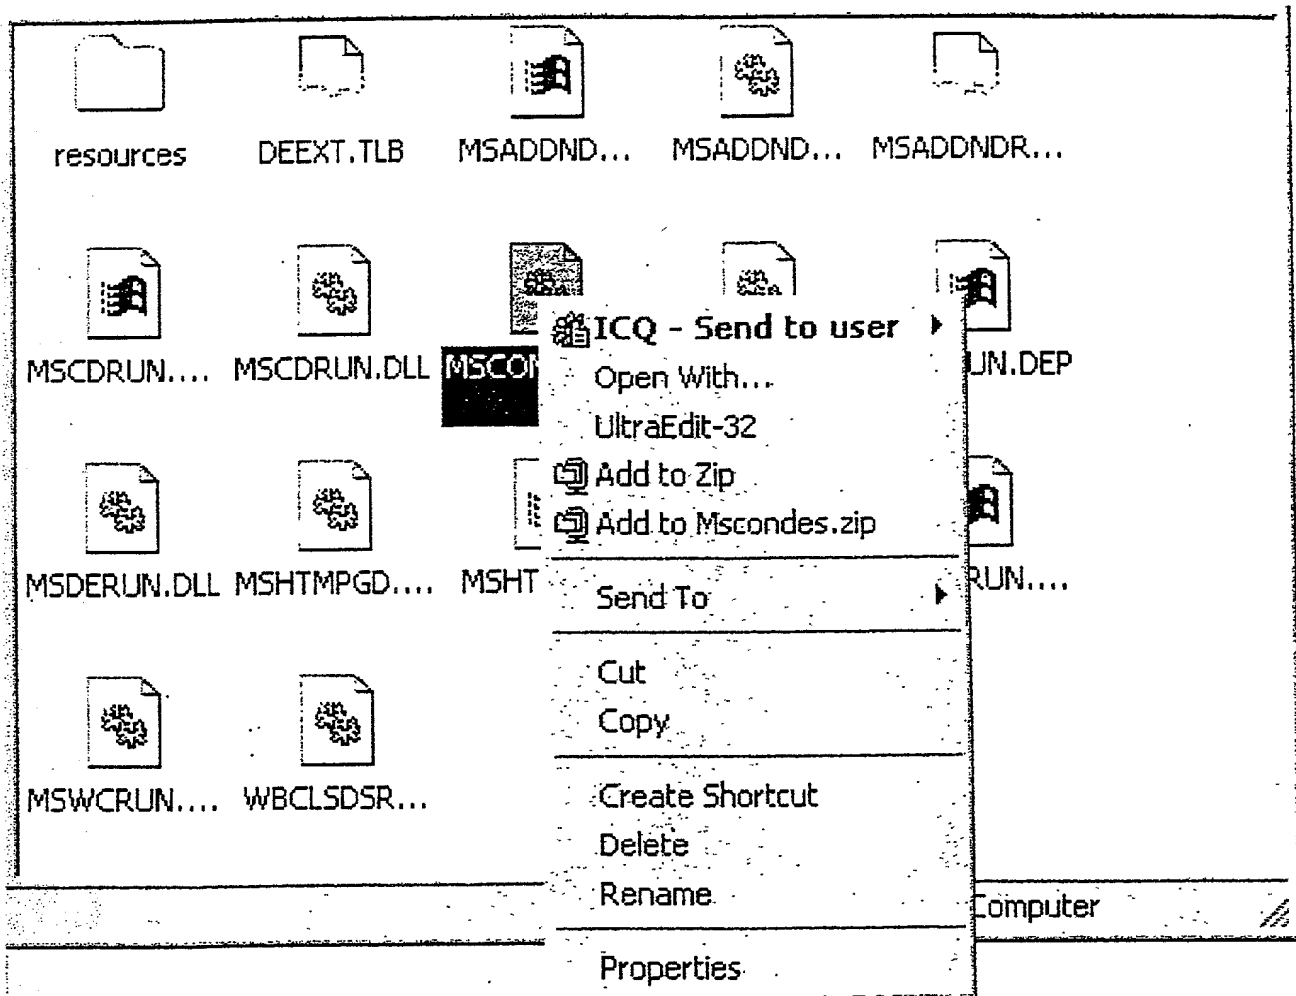 resources
DEEXT.TLB
MSADDND...
MSADDND...
MSADDNDR...
MSCDRUN....
MSCDRUN.DLL
MSCON
UN.DEP
MSDERUN.DLL
MSHTMPGD....
MSHT
RUN....
MSWCRUN....
WBCLSDSR...
ICQ - Send to user
Open With...
UltraEdit-32
Add to Zip
Add to Mscondes.zip
Send To
Cut
Copy
Create Shortcut
Delete
Rename
Properties
Computer